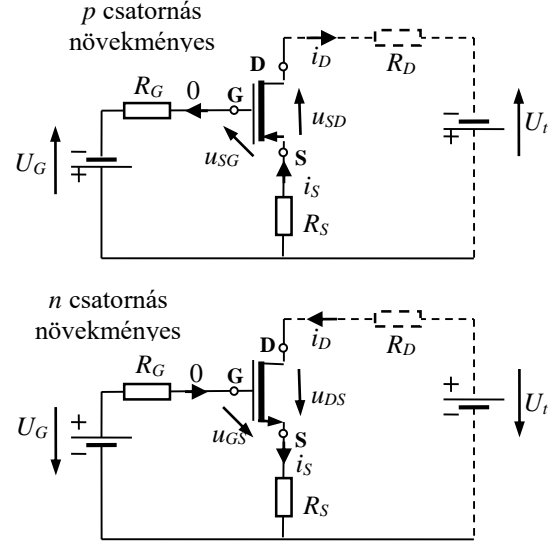 p csatornás
növekményes
D
i_D
R_D
R_G
0
G
u_SD
u_SG
S
i_S
R_S
U_G
−
+
−
+
U_t
n csatornás
növekményes
D
i_D
R_D
R_G
0
G
u_DS
u_GS
S
i_S
R_S
U_G
+
−
+
−
U_t